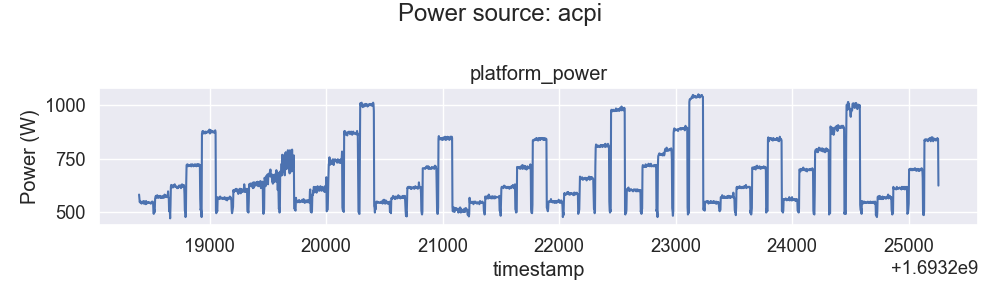 Power source: acpi
platform_power
Power (W)
1000
750
500
19000 20000 21000 22000 23000 24000 25000
timestamp
+1.6932e9